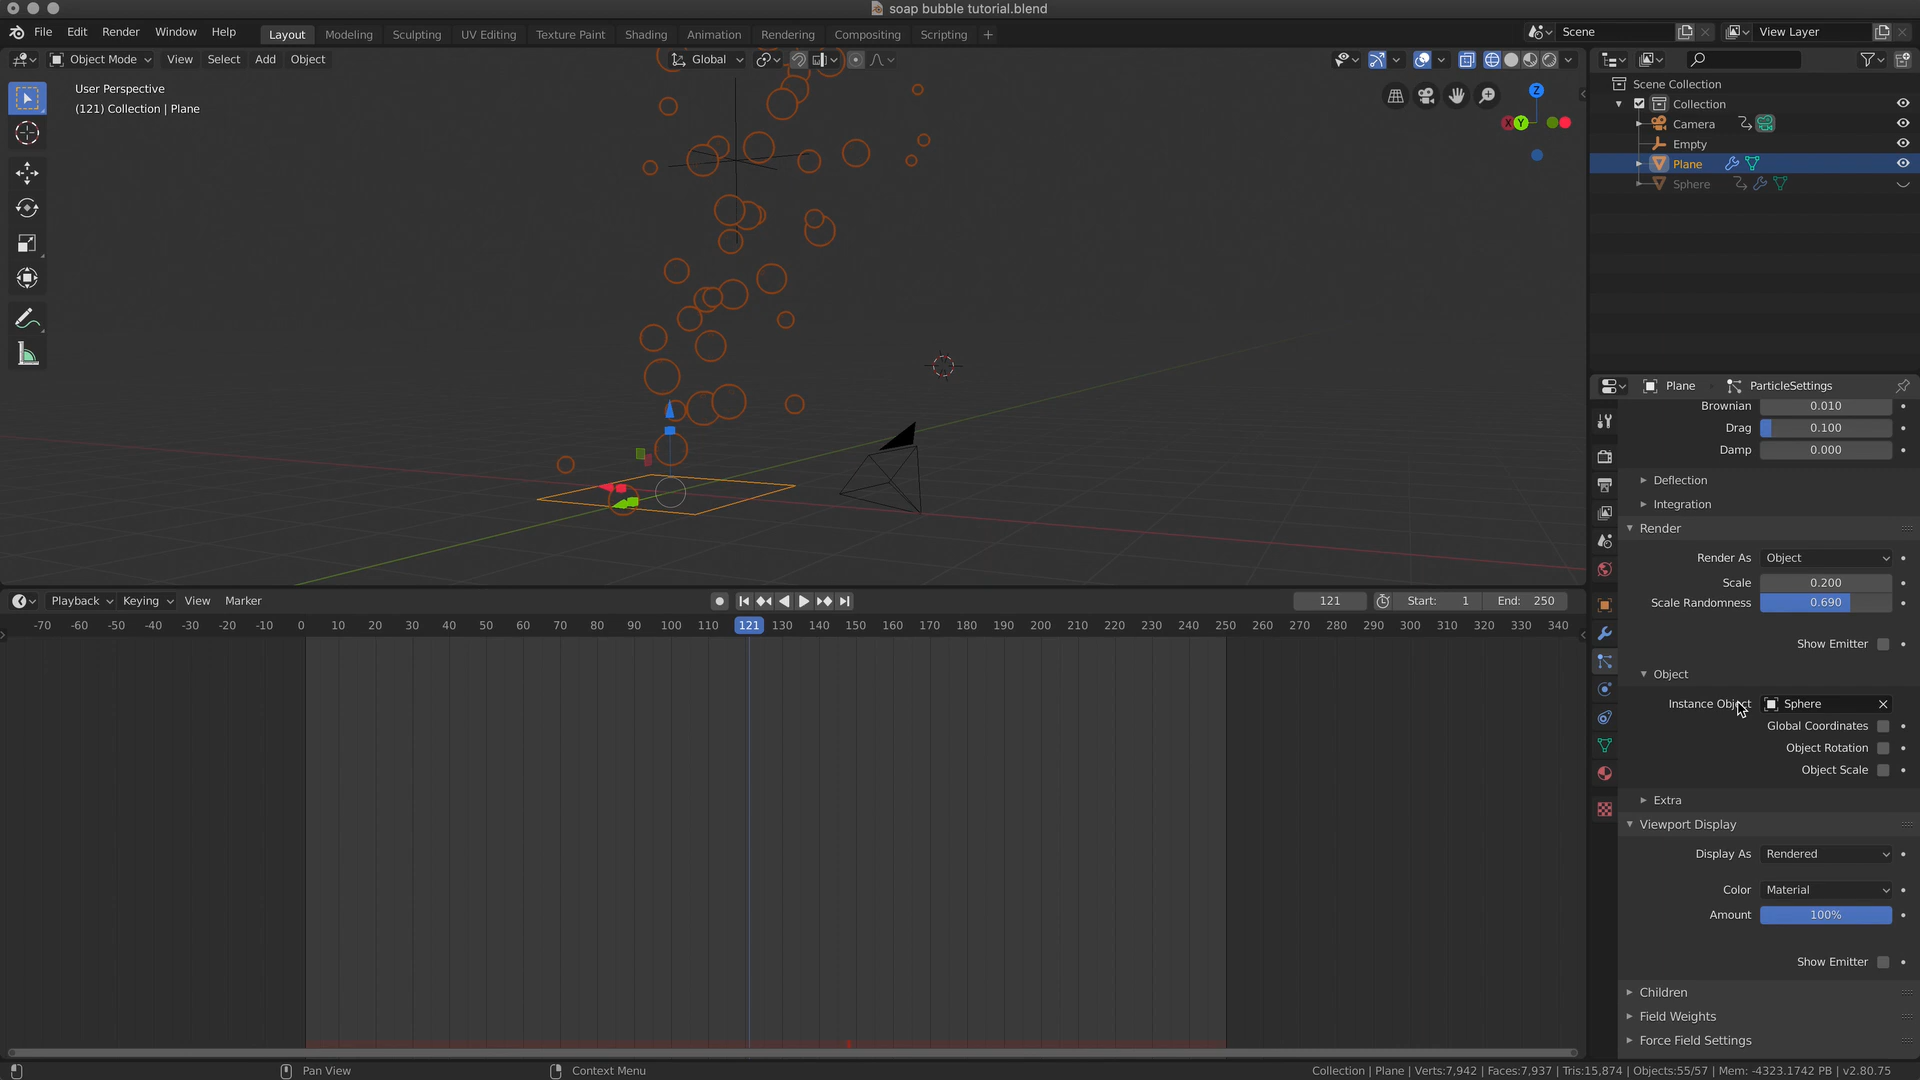 soap bubble tutorial.blend
File Edit Render Window Help Layout Modeling Sculpting UV Editing Texture Paint Shading Animation Rendering Compositing Scripting + Scene View Layer
Object Mode View Select Add Object Global
User Perspective
(121) Collection | Plane
Z
X Y
Scene Collection
Collection
Camera
Empty
Plane
Sphere
Plane ParticleSettings
Brownian 0.010
Drag 0.100
Damp 0.000
Deflection
Integration
Render
Render As Object
Scale 0.200
Scale Randomness 0.690
Show Emitter
Object
Instance Object Sphere
Global Coordinates
Object Rotation
Object Scale
Extra
Viewport Display
Display As Rendered
Color Material
Amount 100%
Show Emitter
Children
Field Weights
Force Field Settings
Playback Keying View Marker 121 Start: 1 End: 250
-70 -60 -50 -40 -30 -20 -10 0 10 20 30 40 50 60 70 80 90 100 110 121 130 140 150 160 170 180 190 200 210 220 230 240 250 260 270 280 290 300 310 320 330 340
Pan View Context Menu Collection | Plane | Verts:7,942 | Faces:7,937 | Tris:15,874 | Objects:55/57 | Mem: -4323.1742 PB | v2.80.75